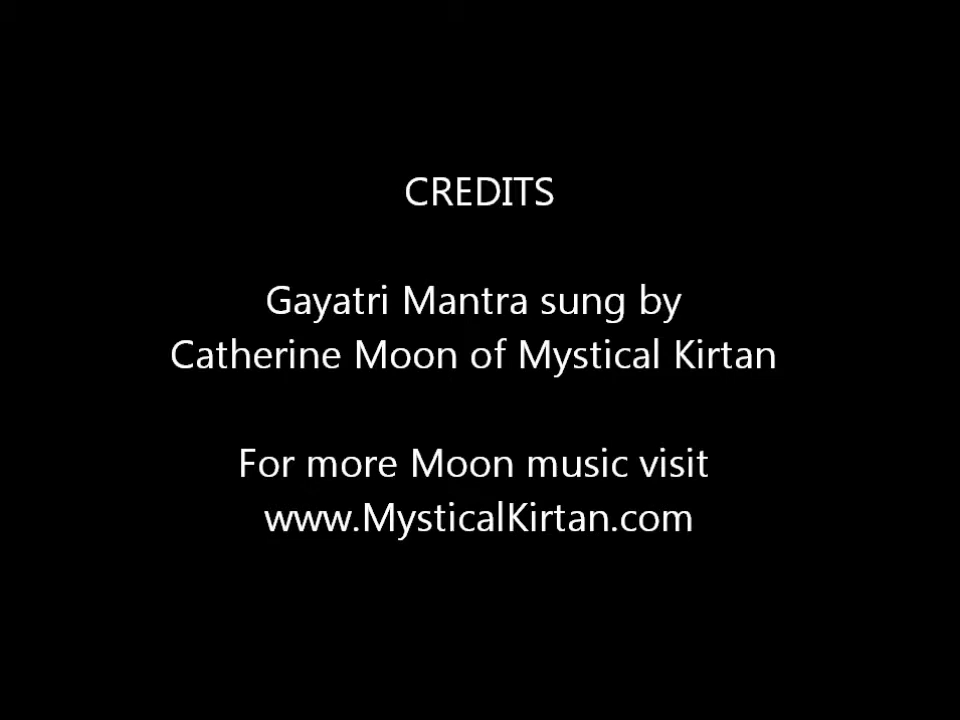 CREDITS
Gayatri Mantra sung by
Catherine Moon of Mystical Kirtan
For more Moon music visit
www.MysticalKirtan.com